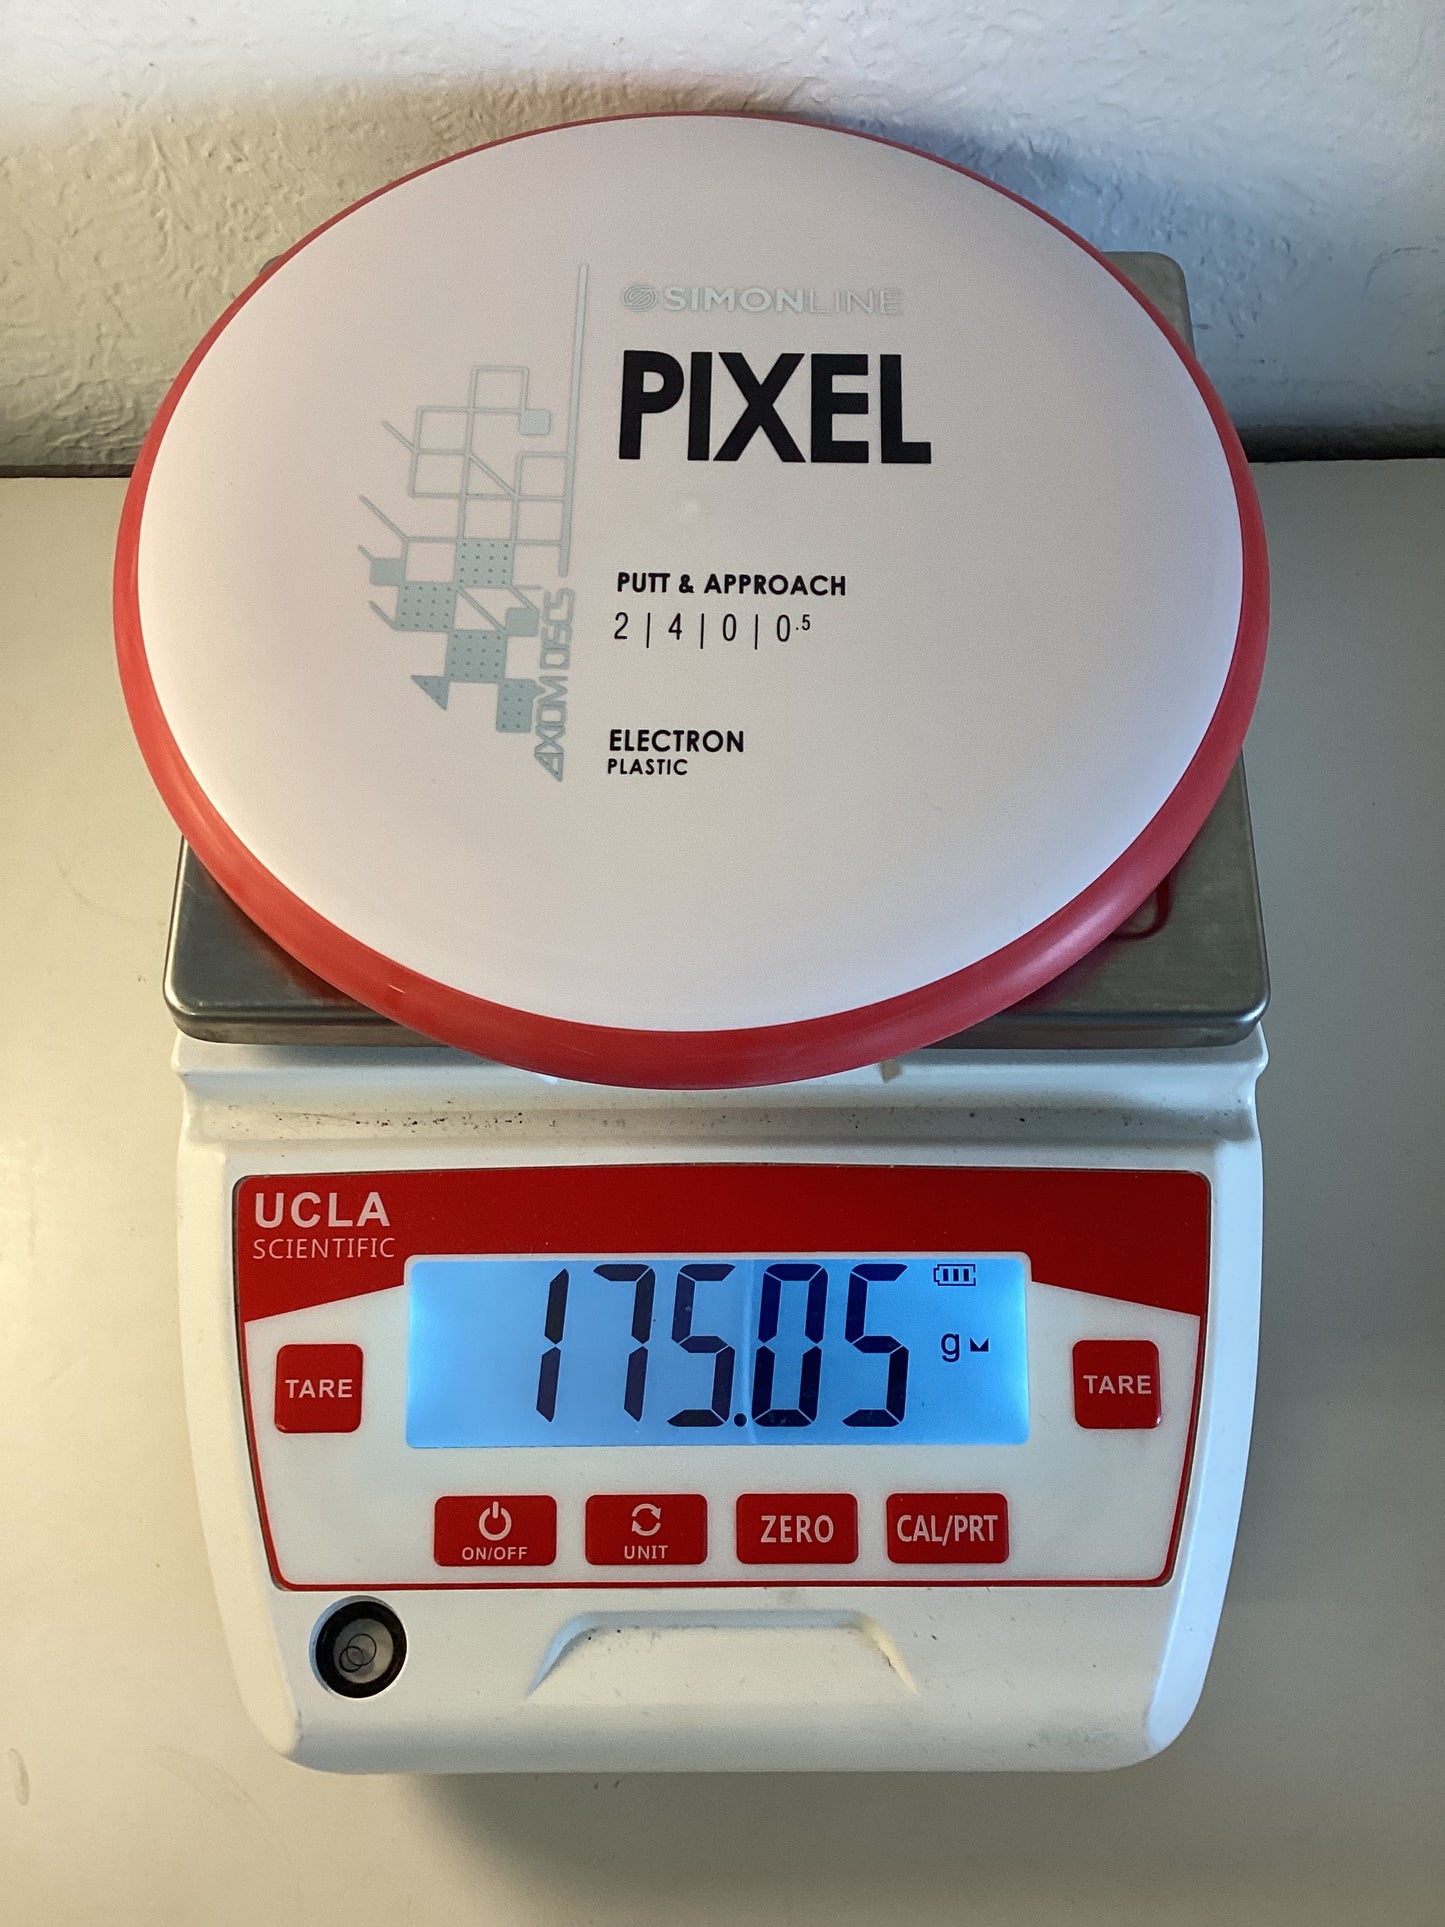 SIMONLINE
PIXEL
PUTT & APPROACH
2 | 4 | 0 | 0.5
AXIOM DISCS
ELECTRON
PLASTIC
UCLA
SCIENTIFIC
175.05
g
TARE
TARE
ON/OFF
UNIT
ZERO
CAL/PRT